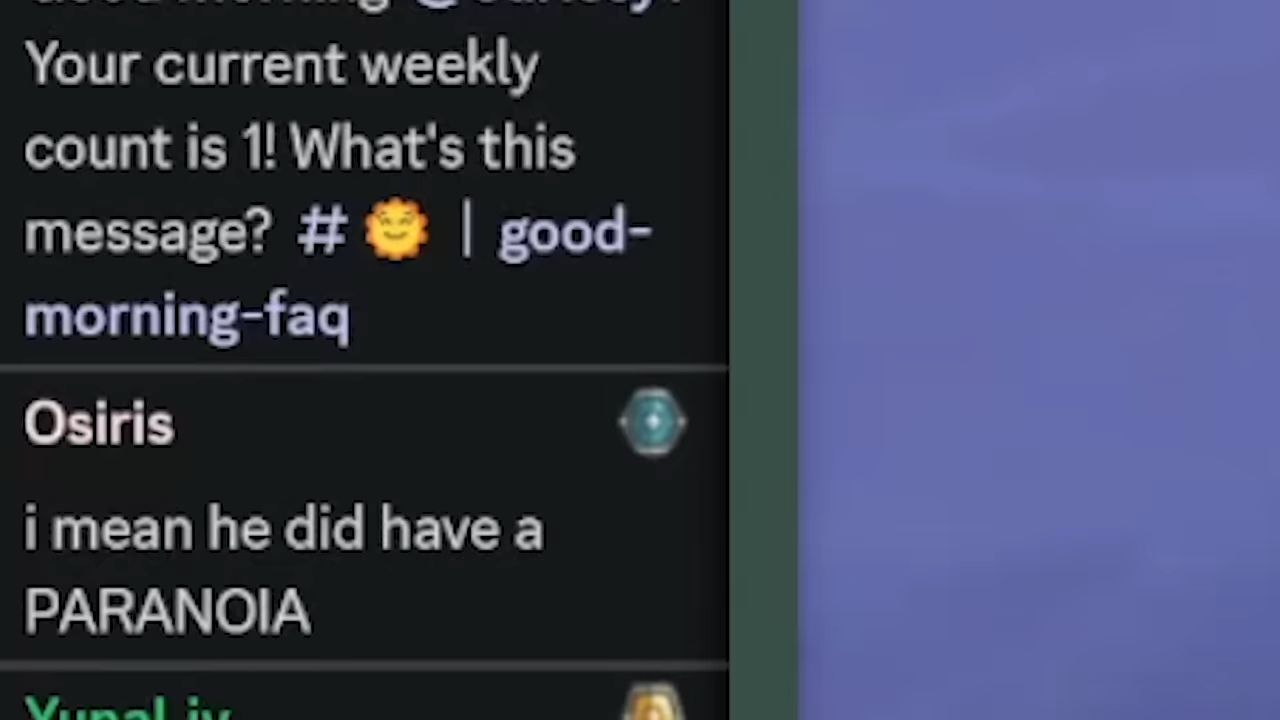 Your current weekly
count is 1! What's this
message? # 🌞 | good-
morning-faq
Osiris
i mean he did have a
PARANOIA